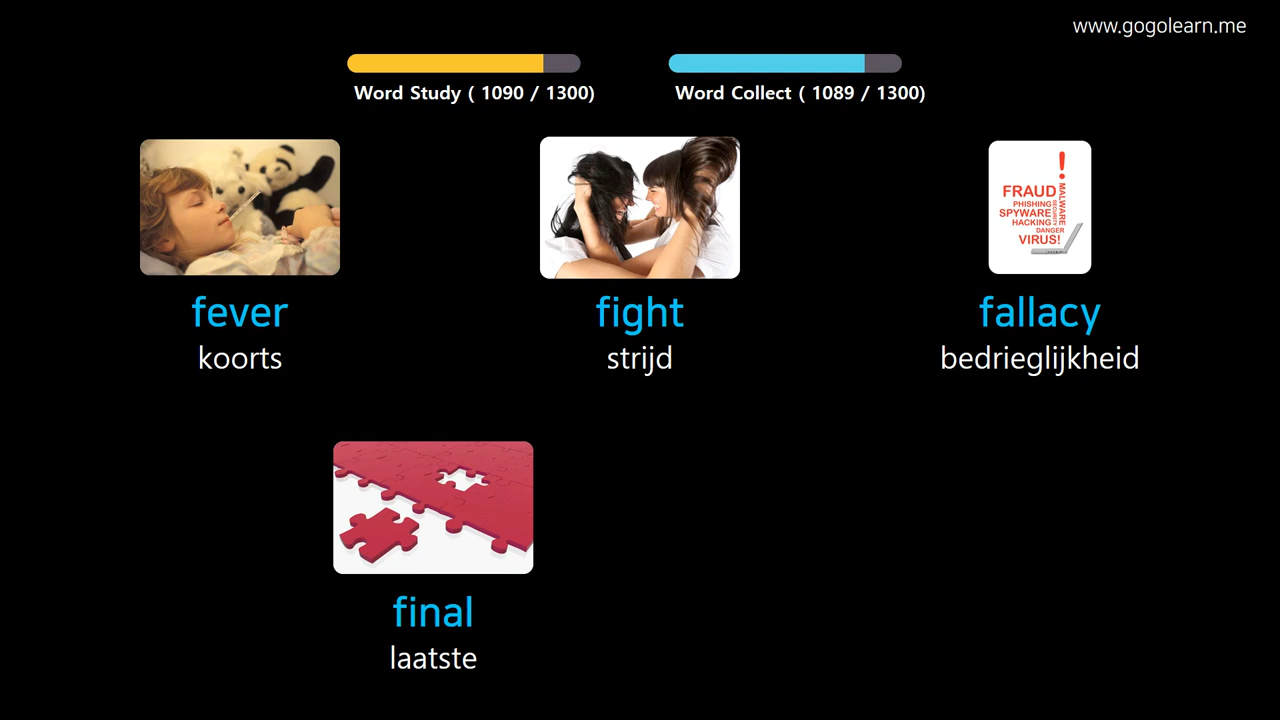 www.gogolearn.me
Word Study ( 1090 / 1300)
Word Collect ( 1089 / 1300)
!
FRAUD
PHISHING
SPYWARE
HACKING
DANGER
VIRUS!
MALWARE
SECURITY
fever
koorts
fight
strijd
fallacy
bedrieglijkheid
final
laatste